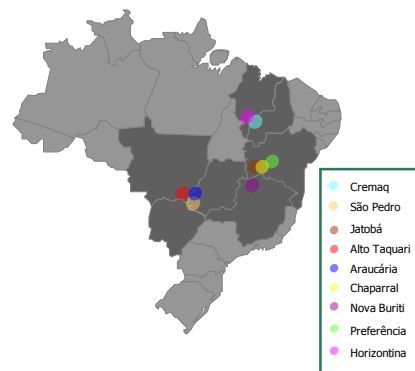 Cremaq
São Pedro
Jatobá
Alto Taquari
Araucária
Chaparral
Nova Buriti
Preferência
Horizontina